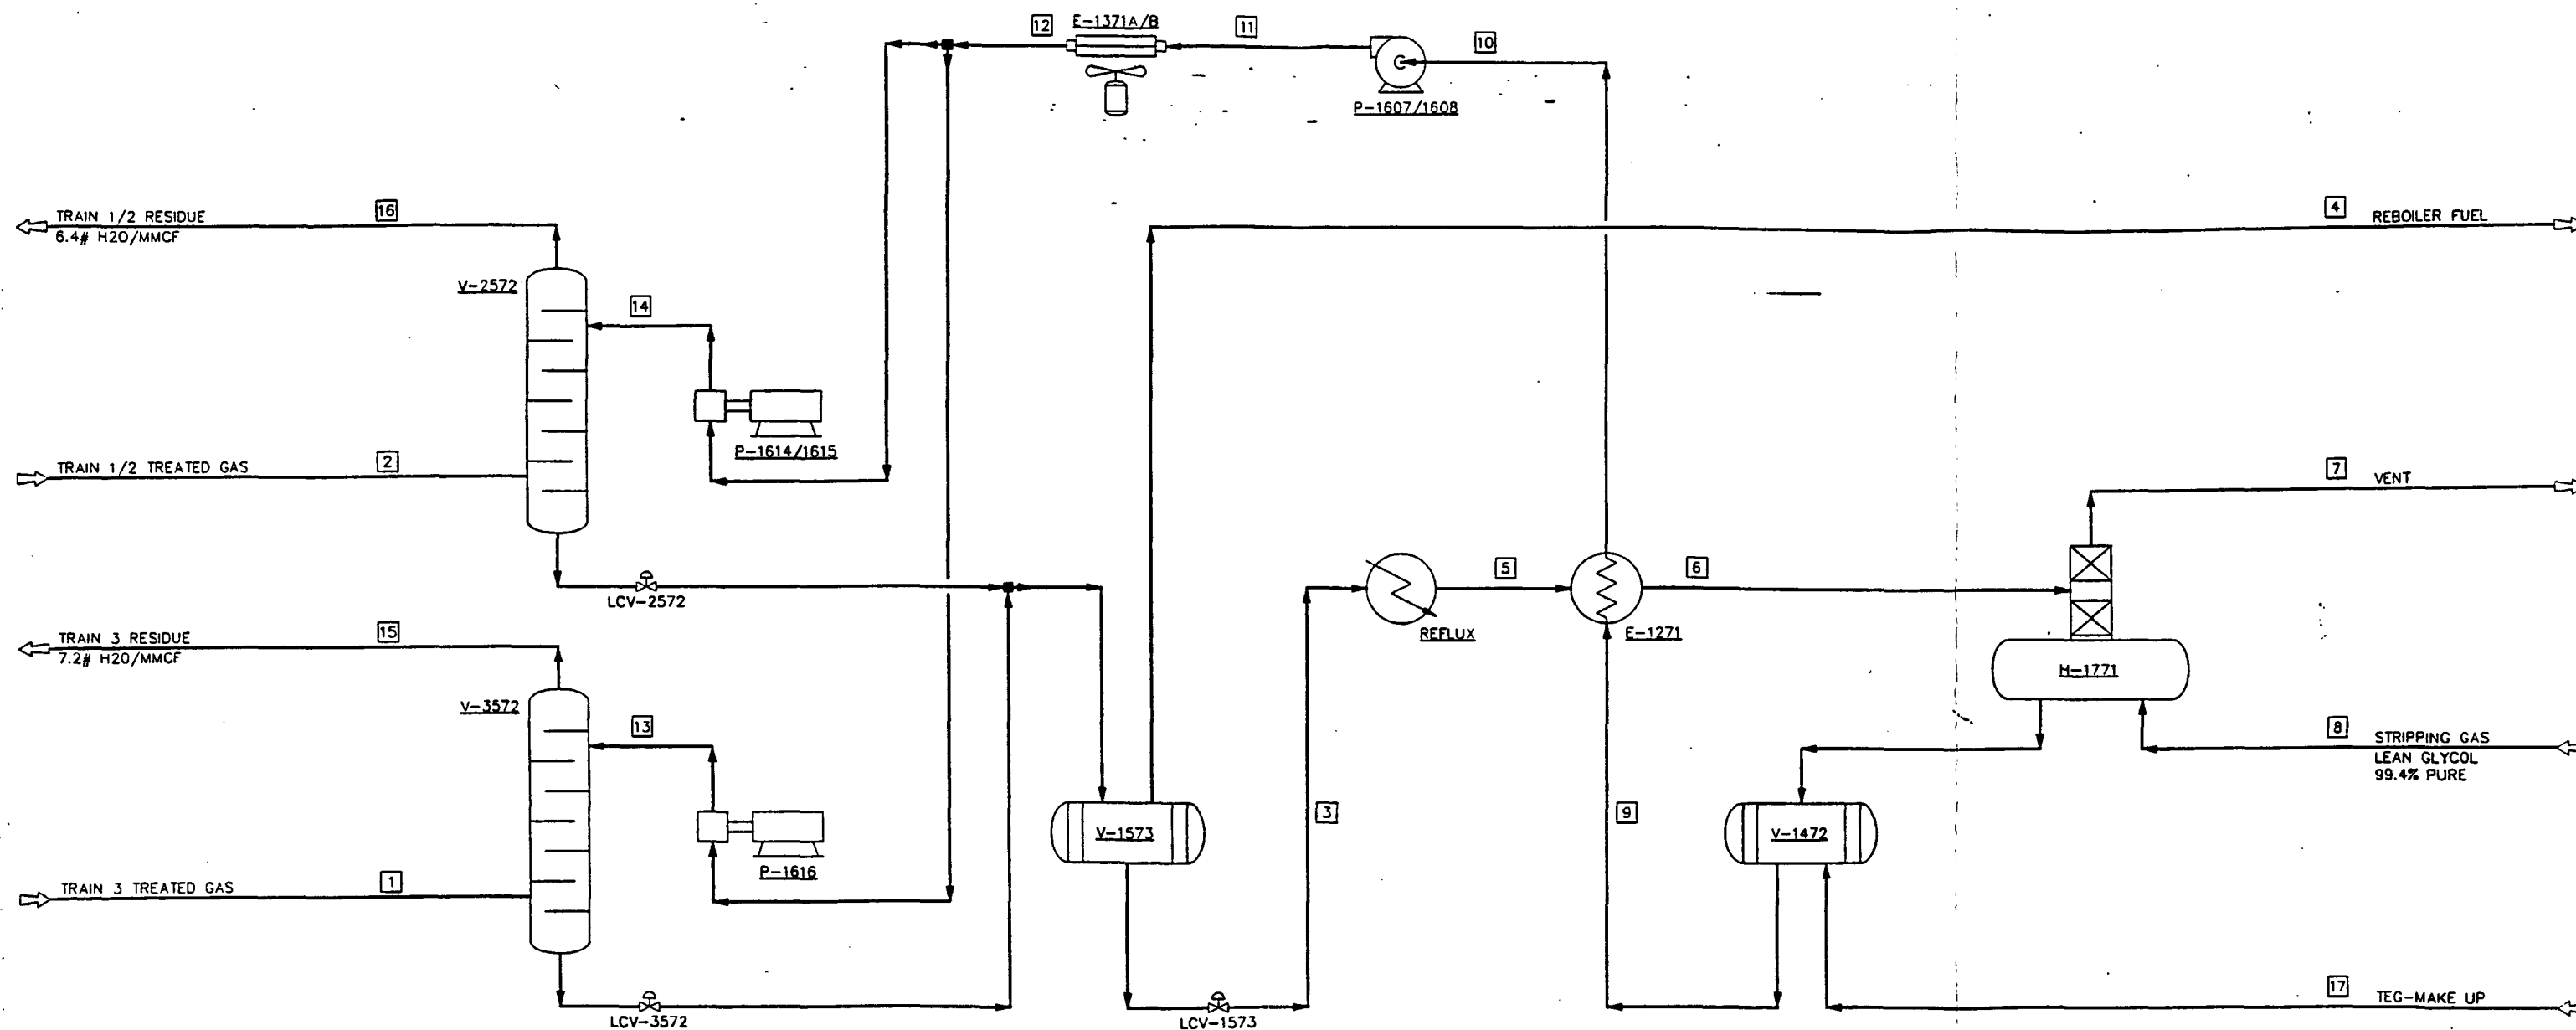 12
E-1371A/B
11
10
P-1607/1608
16
TRAIN 1/2 RESIDUE
6.4# H2O/MMCF
4
REBOILER FUEL
V-2572
14
P-1614/1615
2
TRAIN 1/2 TREATED GAS
7
VENT
LCV-2572
5
6
REFLUX
E-1271
15
TRAIN 3 RESIDUE
7.2# H2O/MMCF
H-1771
V-3572
13
8
STRIPPING GAS
LEAN GLYCOL
99.4% PURE
3
9
V-1573
V-1472
P-1616
1
TRAIN 3 TREATED GAS
17
TEG-MAKE UP
LCV-3572
LCV-1573
C